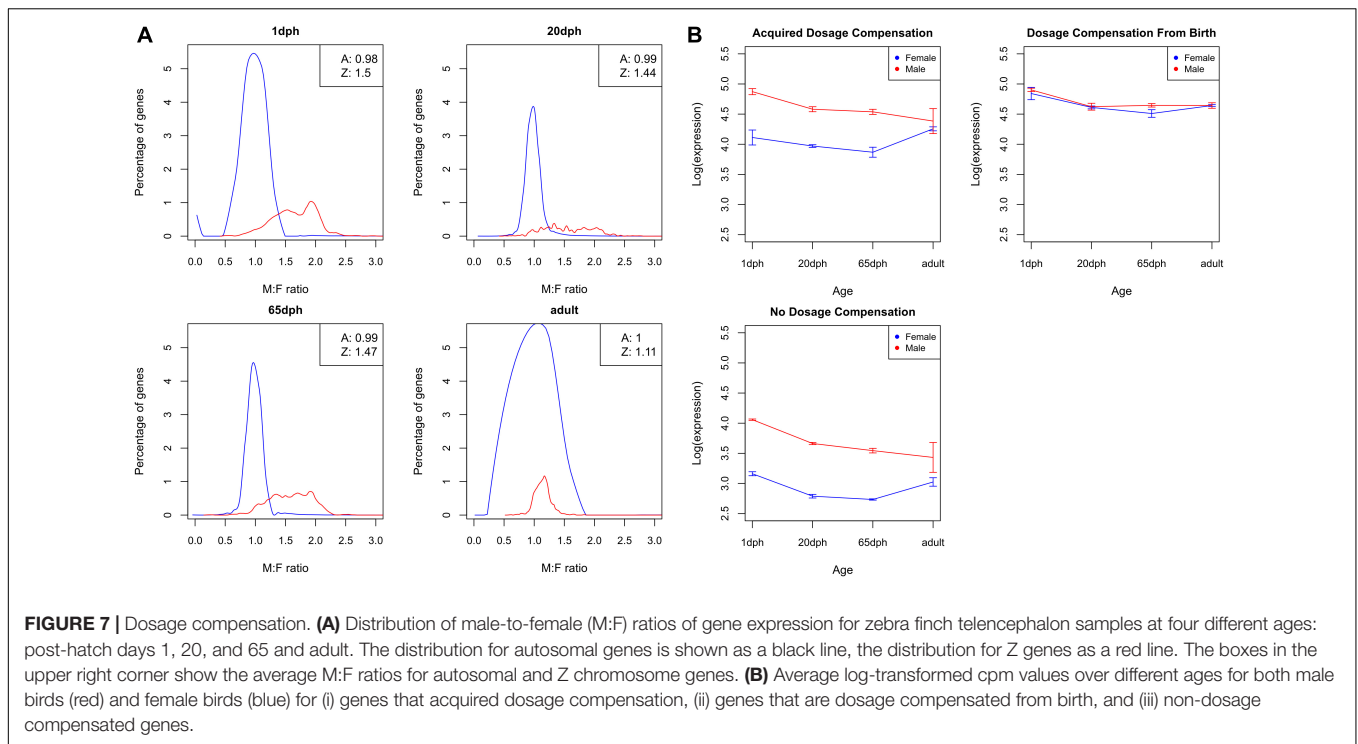 A
1dph
A: 0.98
Z: 1.5
Percentage of genes
0 1 2 3 4 5
0.0 0.5 1.0 1.5 2.0 2.5 3.0
M:F ratio
20dph
A: 0.99
Z: 1.44
Percentage of genes
0 1 2 3 4 5
0.0 0.5 1.0 1.5 2.0 2.5 3.0
M:F ratio
65dph
A: 0.99
Z: 1.47
Percentage of genes
0 1 2 3 4 5
0.0 0.5 1.0 1.5 2.0 2.5 3.0
M:F ratio
adult
A: 1
Z: 1.11
Percentage of genes
0 1 2 3 4 5
0.0 0.5 1.0 1.5 2.0 2.5 3.0
M:F ratio
B
Acquired Dosage Compensation
Female
Male
Log(expression)
2.5 3.0 3.5 4.0 4.5 5.0 5.5
1dph 20dph 65dph adult
Age
Dosage Compensation From Birth
Female
Male
Log(expression)
2.5 3.0 3.5 4.0 4.5 5.0 5.5
1dph 20dph 65dph adult
Age
No Dosage Compensation
Female
Male
Log(expression)
2.5 3.0 3.5 4.0 4.5 5.0 5.5
1dph 20dph 65dph adult
Age
FIGURE 7 | Dosage compensation. (A) Distribution of male-to-female (M:F) ratios of gene expression for zebra finch telencephalon samples at four different ages:
post-hatch days 1, 20, and 65 and adult. The distribution for autosomal genes is shown as a black line, the distribution for Z genes as a red line. The boxes in the
upper right corner show the average M:F ratios for autosomal and Z chromosome genes. (B) Average log-transformed cpm values over different ages for both male
birds (red) and female birds (blue) for (i) genes that acquired dosage compensation, (ii) genes that are dosage compensated from birth, and (iii) non-dosage
compensated genes.